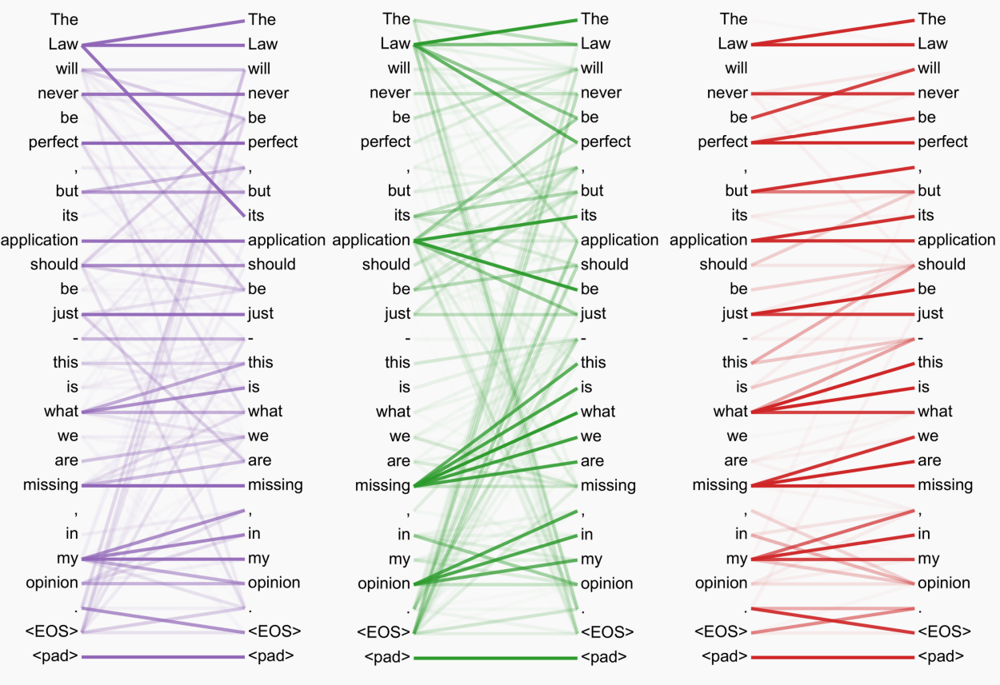 The The The The The The
Law Law Law Law Law Law
will will will will will will
never never never never never never
be be be be be be
perfect perfect perfect perfect perfect perfect
, , , , , ,
but but but but but but
its its its its its its
application application application application application application
should should should should should should
be be be be be be
just just just just just just
- - - - - -
this this this this this this
is is is is is is
what what what what what what
we we we we we we
are are are are are are
missing missing missing missing missing missing
, , , , , ,
in in in in in in
my my my my my my
opinion opinion opinion opinion opinion opinion
. . . . . .
<EOS> <EOS> <EOS> <EOS> <EOS> <EOS>
<pad> <pad> <pad> <pad> <pad> <pad>